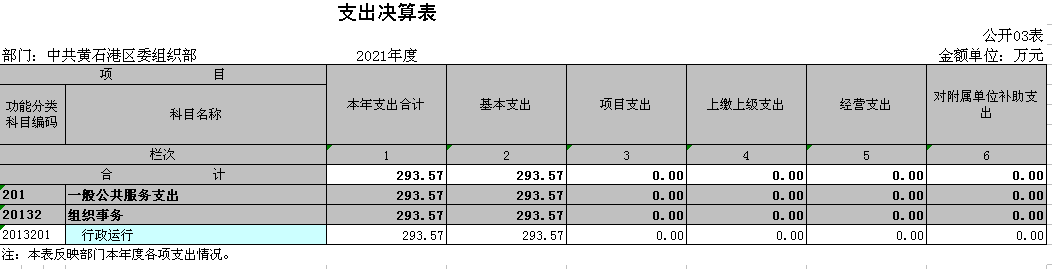 支出决算表
公开03表
部门：中共黄石港区委组织部 2021年度 金额单位：万元
项 目 本年支出合计 基本支出 项目支出 上缴上级支出 经营支出 对附属单位补助支出
功能分类科目编码 科目名称
栏次 1 2 3 4 5 6
合 计 293.57 293.57 0.00 0.00 0.00 0.00
201 一般公共服务支出 293.57 293.57 0.00 0.00 0.00 0.00
20132 组织事务 293.57 293.57 0.00 0.00 0.00 0.00
2013201 行政运行 293.57 293.57 0.00 0.00 0.00 0.00
注：本表反映部门本年度各项支出情况。